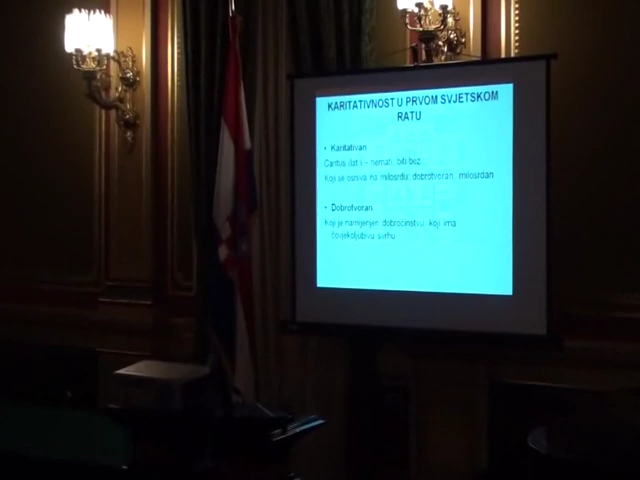 KARITATIVNOST U PRVOM SVJETSKOM
RATU
• Karitativan
Caritus (lat.) - nemati, biti bez
Koji se osniva na milosrđu; dobrotvoran, milosrdan
• Dobrotvoran
Koji je namijenjen dobročinstvu, koji ima
čovjekoljubivu svrhu